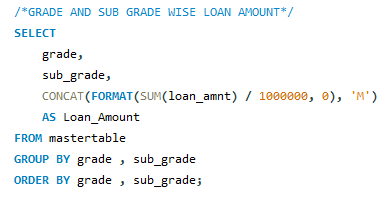 /*GRADE AND SUB GRADE WISE LOAN AMOUNT*/
SELECT
grade,
sub_grade,
CONCAT(FORMAT(SUM(loan_amnt) / 1000000, 0), 'M')
AS Loan_Amount
FROM mastertable
GROUP BY grade , sub_grade
ORDER BY grade , sub_grade;